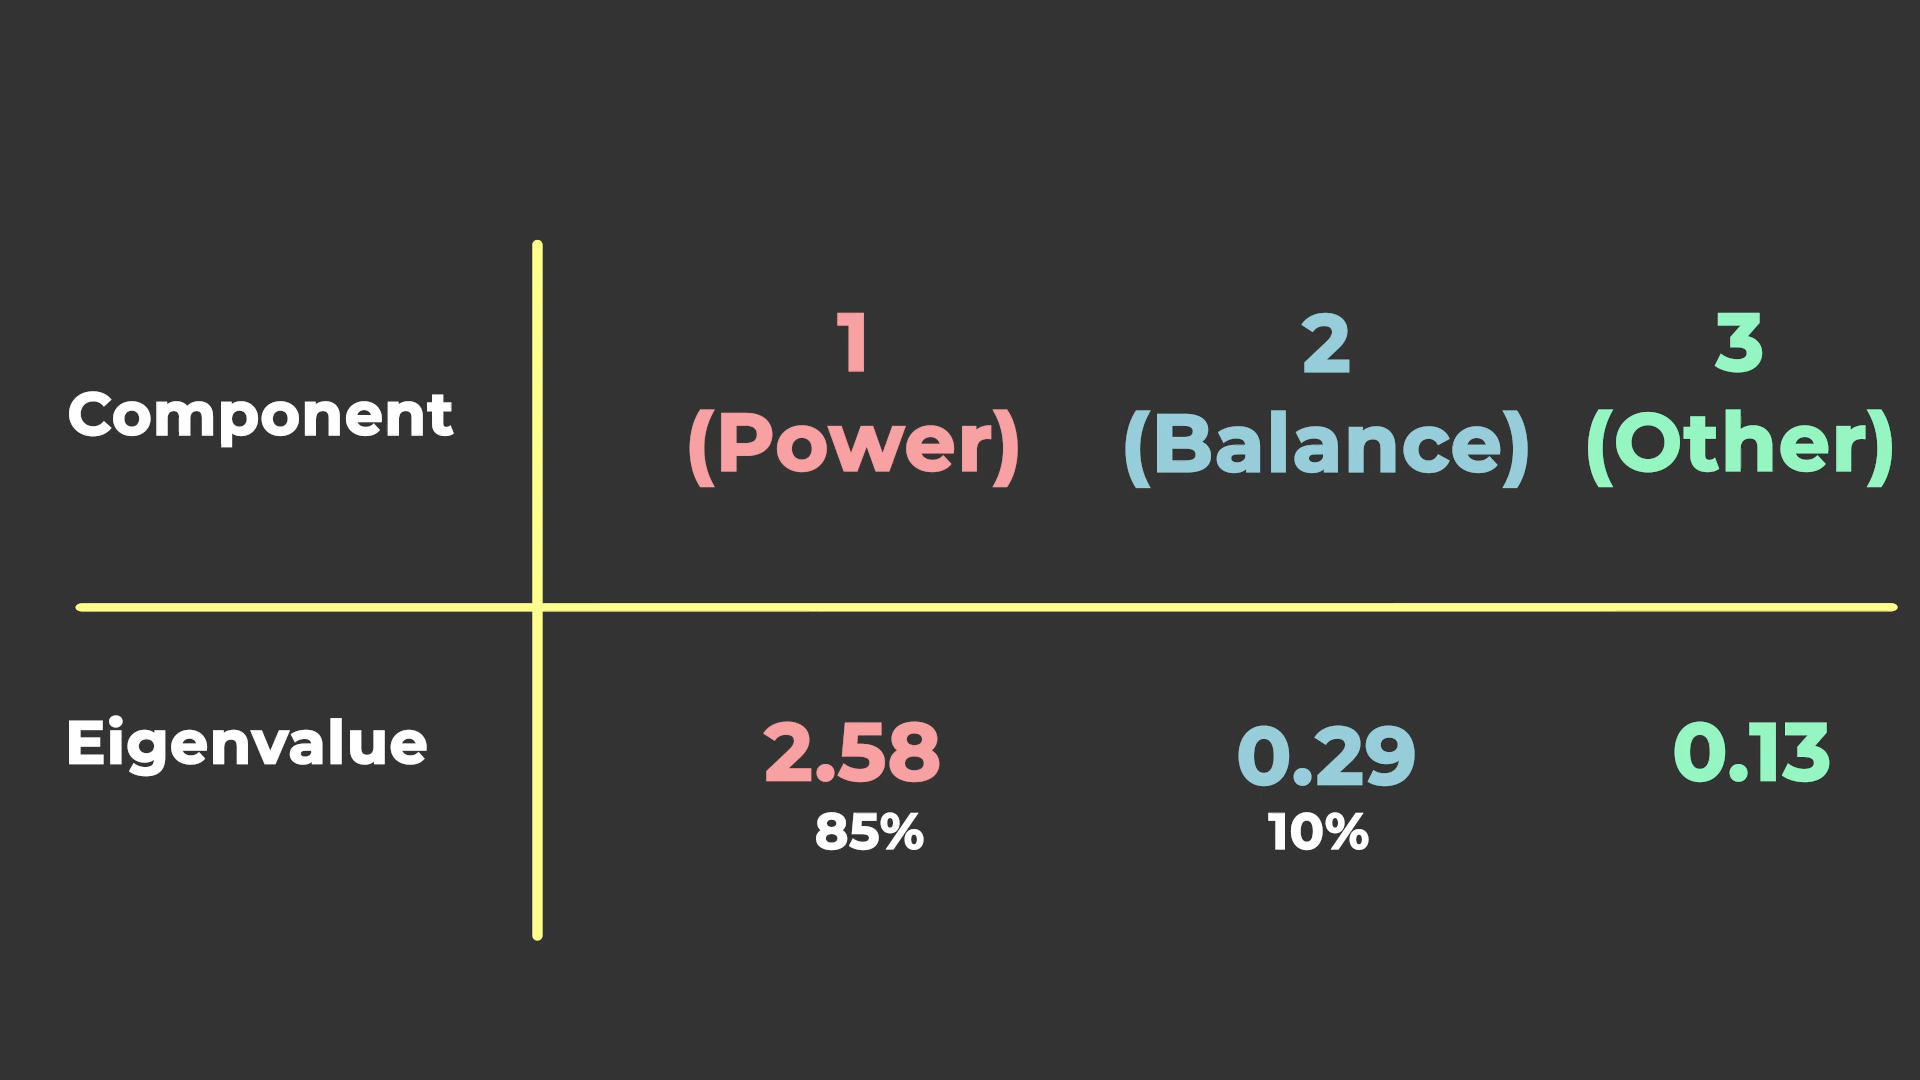 Component
1
(Power)
2
(Balance)
3
(Other)
Eigenvalue
2.58
85%
0.29
10%
0.13